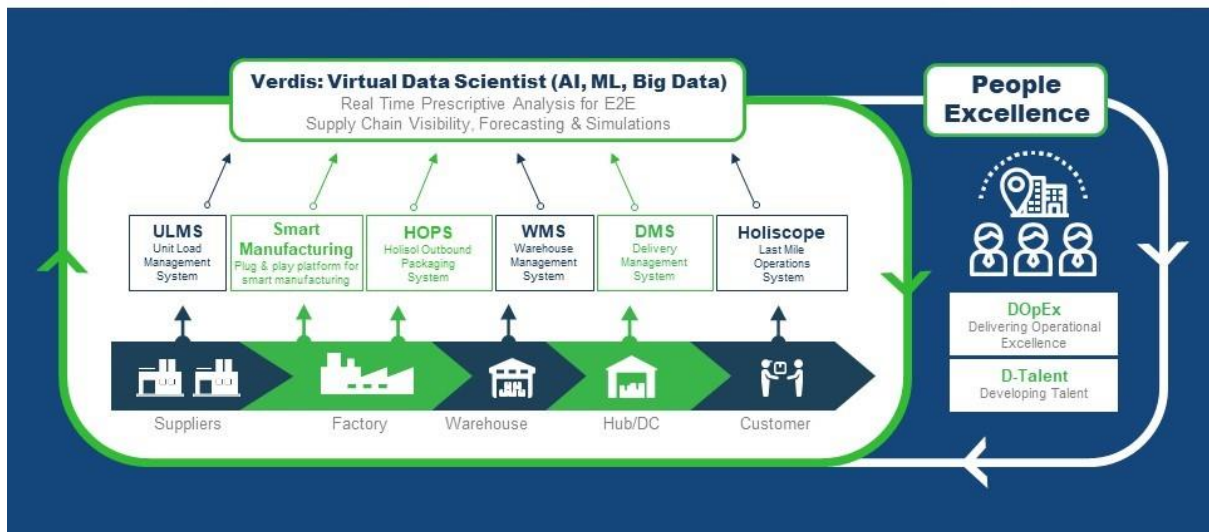 Verdis: Virtual Data Scientist (AI, ML, Big Data)
Real Time Prescriptive Analysis for E2E
Supply Chain Visibility, Forecasting & Simulations
People
Excellence
ULMS
Unit Load
Management
System
Smart
Manufacturing
Plug & play platform for
smart manufacturing
HOPS
Holisol Outbound
Packaging
System
WMS
Warehouse
Management
System
DMS
Delivery
Management
System
Holiscope
Last Mile
Operations
System
DOpEx
Delivering Operational
Excellence
D-Talent
Developing Talent
Suppliers
Factory
Warehouse
Hub/DC
Customer